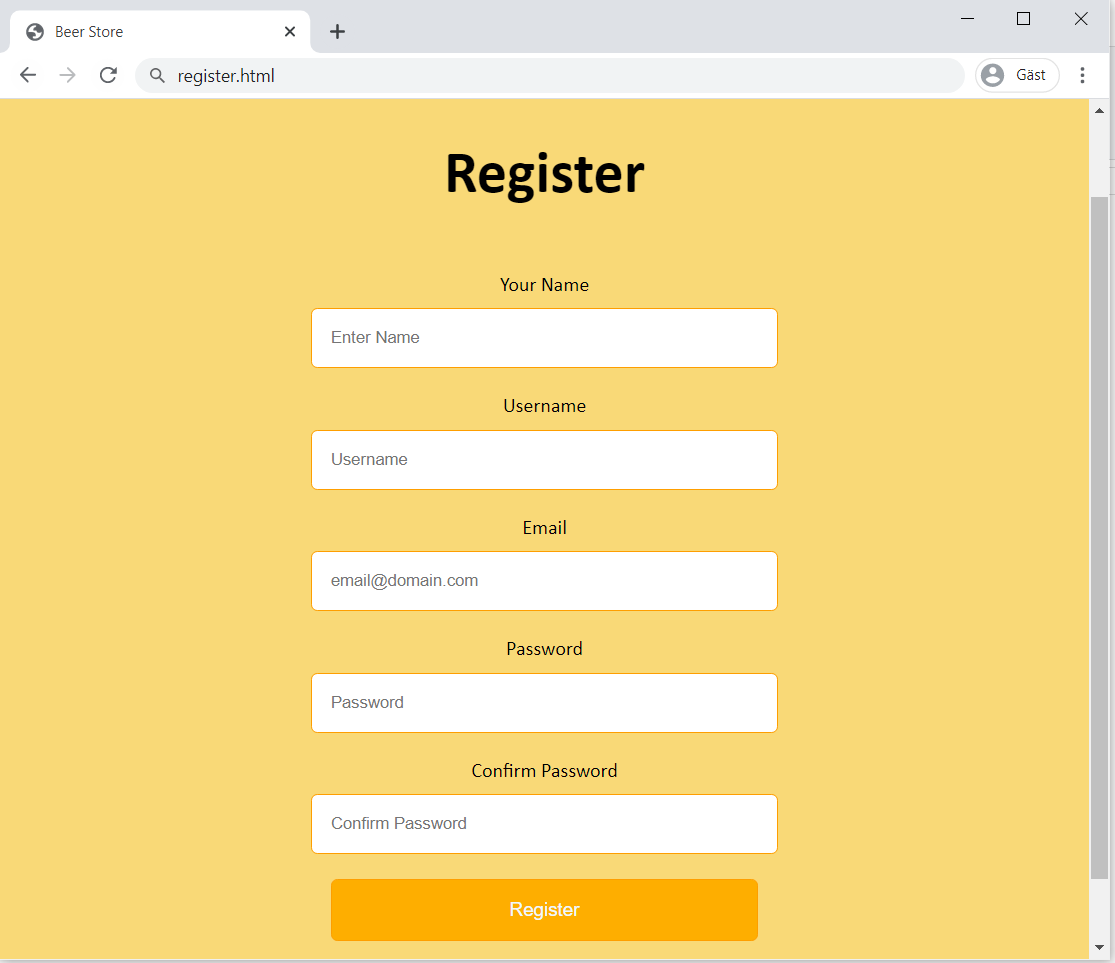 Beer Store
register.html
Gäst
Register
Your Name
Enter Name
Username
Username
Email
email@domain.com
Password
Password
Confirm Password
Confirm Password
Register